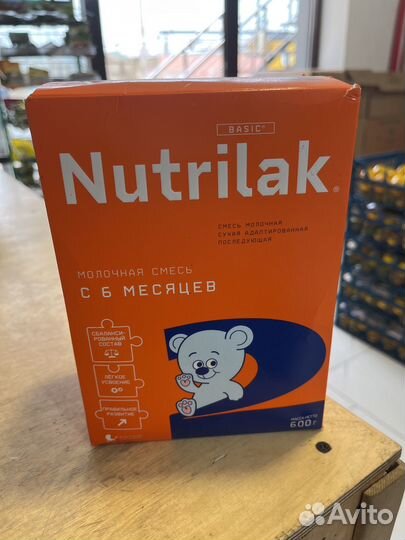 BASIC®
Nutrilak®
СМЕСЬ МОЛОЧНАЯ
СУХАЯ АДАПТИРОВАННАЯ
ПОСЛЕДУЮЩАЯ
МОЛОЧНАЯ СМЕСЬ
С 6 МЕСЯЦЕВ
СБАЛАНСИ-
РОВАННЫЙ
СОСТАВ
ЛЁГКОЕ
УСВОЕНИЕ
ПРАВИЛЬНОЕ
РАЗВИТИЕ
2
МАССА НЕТТО
600 г
Avito